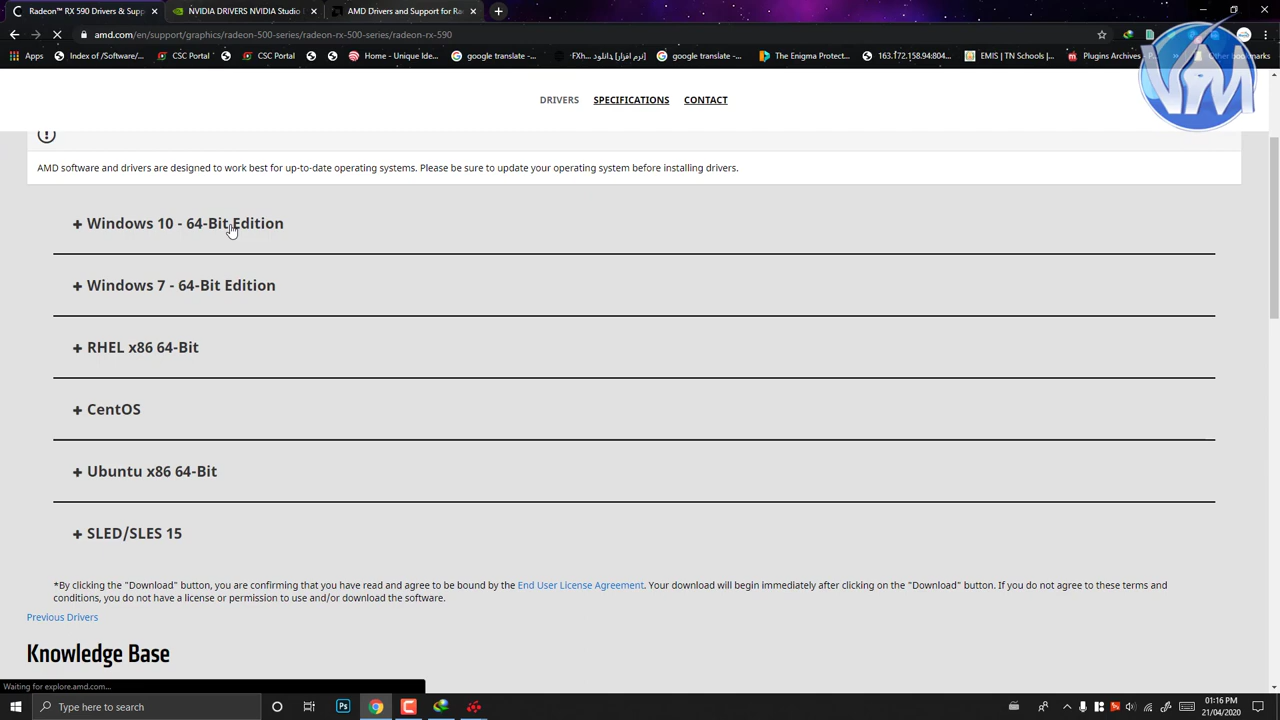 Radeon™ RX 590 Drivers & Supp
NVIDIA DRIVERS NVIDIA Studio
AMD Drivers and Support for Ra
amd.com/en/support/graphics/radeon-500-series/radeon-rx-500-series/radeon-rx-590
Apps
Index of /Software/...
CSC Portal
CSC Portal
Home - Unique Ide...
google translate -...
نرم افزار] دانلود] FXh...
google translate -...
The Enigma Protect...
163.172.158.94:804...
EMIS | TN Schools |...
Plugins Archives - P...
Other bookmarks
VM
DRIVERS
SPECIFICATIONS
CONTACT
AMD software and drivers are designed to work best for up-to-date operating systems. Please be sure to update your operating system before installing drivers.
+ Windows 10 - 64-Bit Edition
+ Windows 7 - 64-Bit Edition
+ RHEL x86 64-Bit
+ CentOS
+ Ubuntu x86 64-Bit
+ SLED/SLES 15
*By clicking the "Download" button, you are confirming that you have read and agree to be bound by the End User License Agreement. Your download will begin immediately after clicking on the "Download" button. If you do not agree to these terms and
conditions, you do not have a license or permission to use and/or download the software.
Previous Drivers
Knowledge Base
Waiting for explore.amd.com...
Type here to search
Ps
01:16 PM
21/04/2020